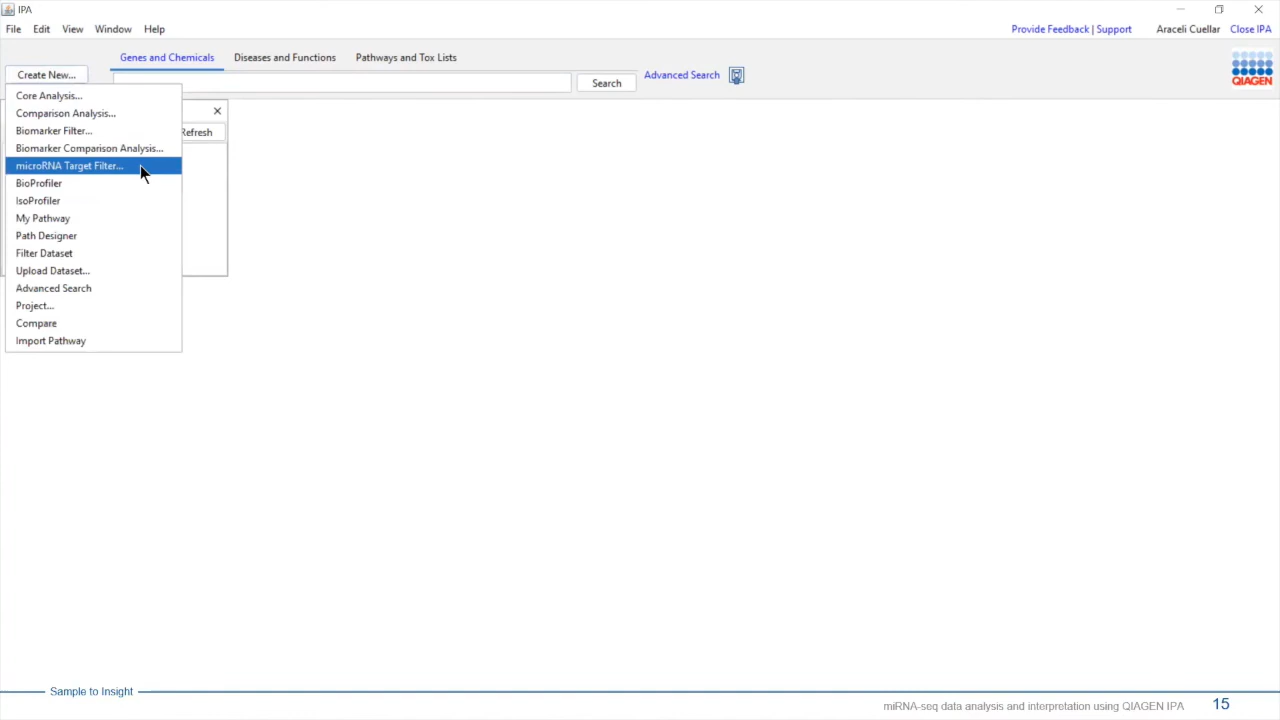 IPA
File Edit View Window Help
Provide Feedback | Support Araceli Cuellar Close IPA
Genes and Chemicals Diseases and Functions Pathways and Tox Lists
Create New...
Search
Advanced Search
QIAGEN
Core Analysis...
Comparison Analysis...
Biomarker Filter...
Refresh
Biomarker Comparison Analysis...
microRNA Target Filter...
BioProfiler
IsoProfiler
My Pathway
Path Designer
Filter Dataset
Upload Dataset...
Advanced Search
Project...
Compare
Import Pathway
Sample to Insight
miRNA-seq data analysis and interpretation using QIAGEN IPA 15